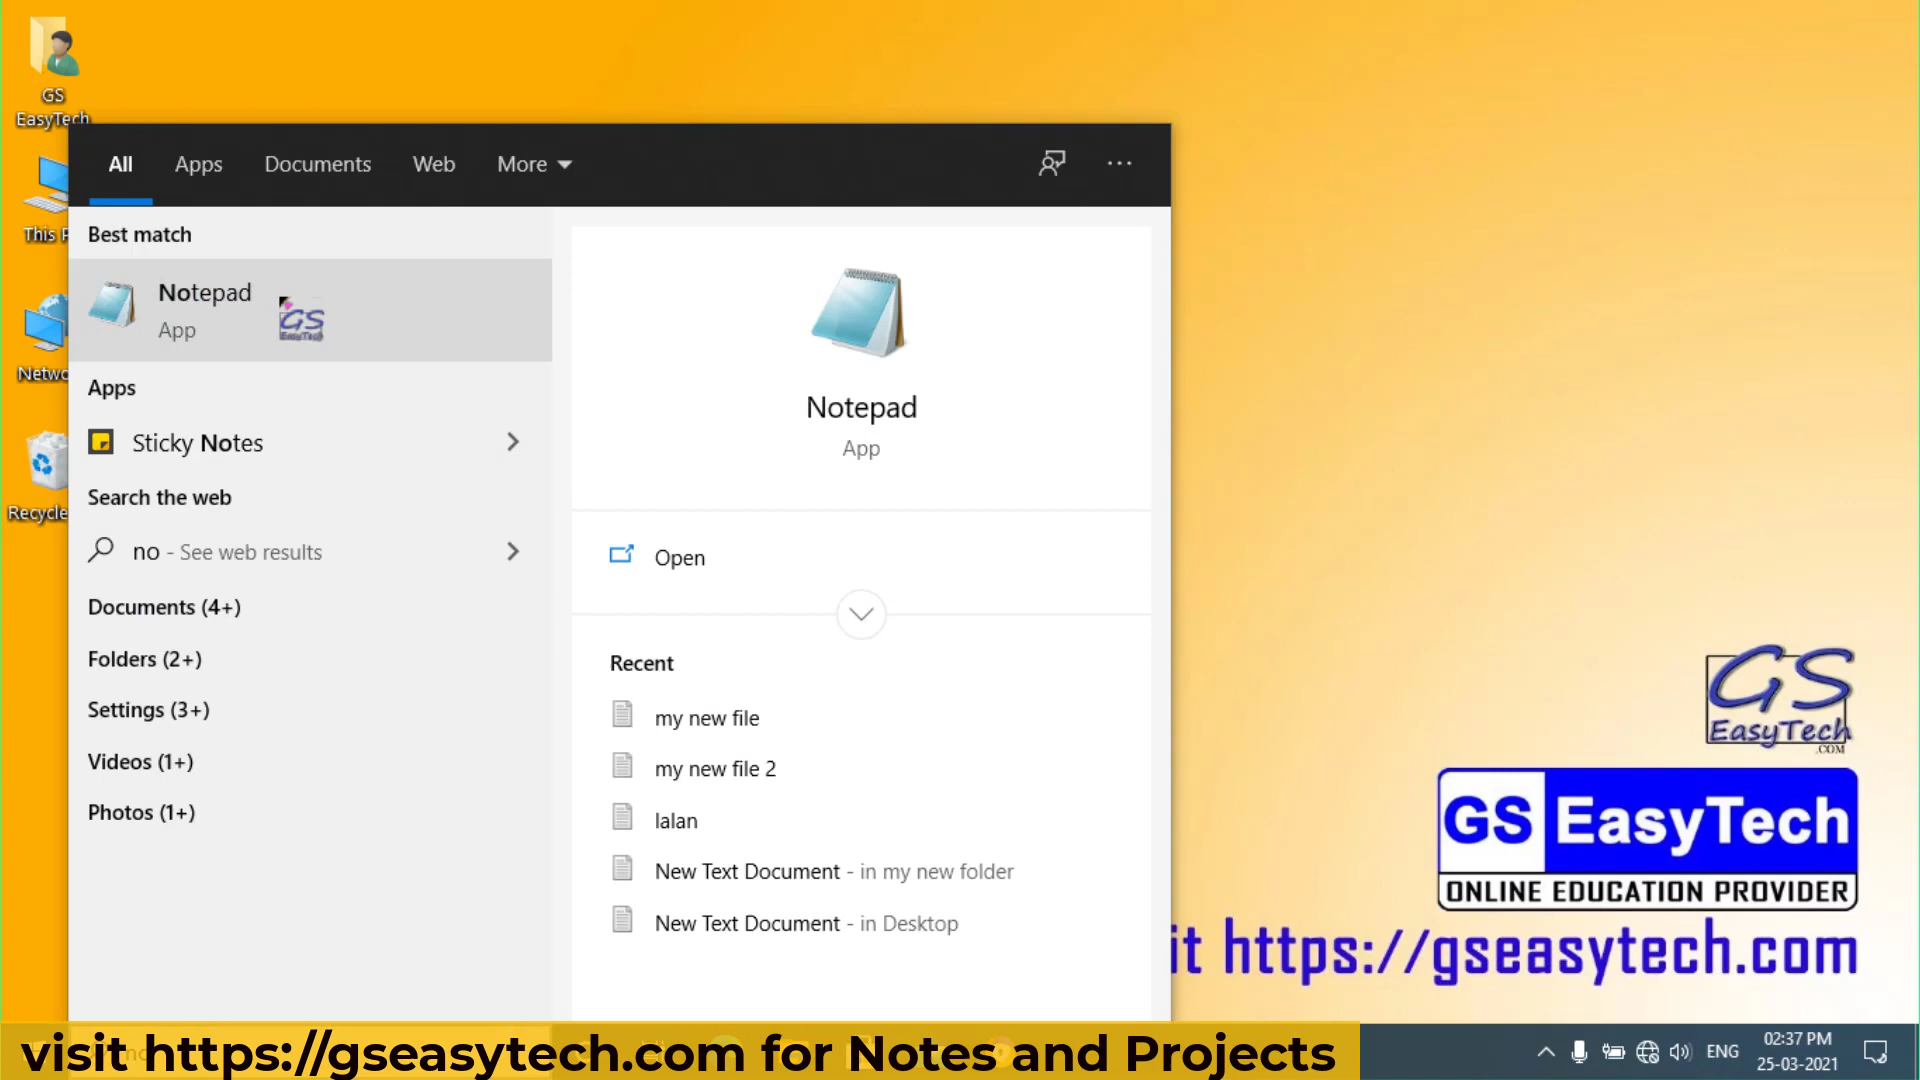 GS
EasyTech
All
Apps
Documents
Web
More
This P
Netwo
Recycle
Best match
Notepad
App
GS
EasyTech
Apps
Sticky Notes
Search the web
no - See web results
Documents (4+)
Folders (2+)
Settings (3+)
Videos (1+)
Photos (1+)
Notepad
App
Open
Recent
my new file
my new file 2
lalan
New Text Document - in my new folder
New Text Document - in Desktop
GS
EasyTech
.COM
GS EasyTech
ONLINE EDUCATION PROVIDER
it https://gseasytech.com
visit https://gseasytech.com for Notes and Projects
ENG
02:37 PM
25-03-2021